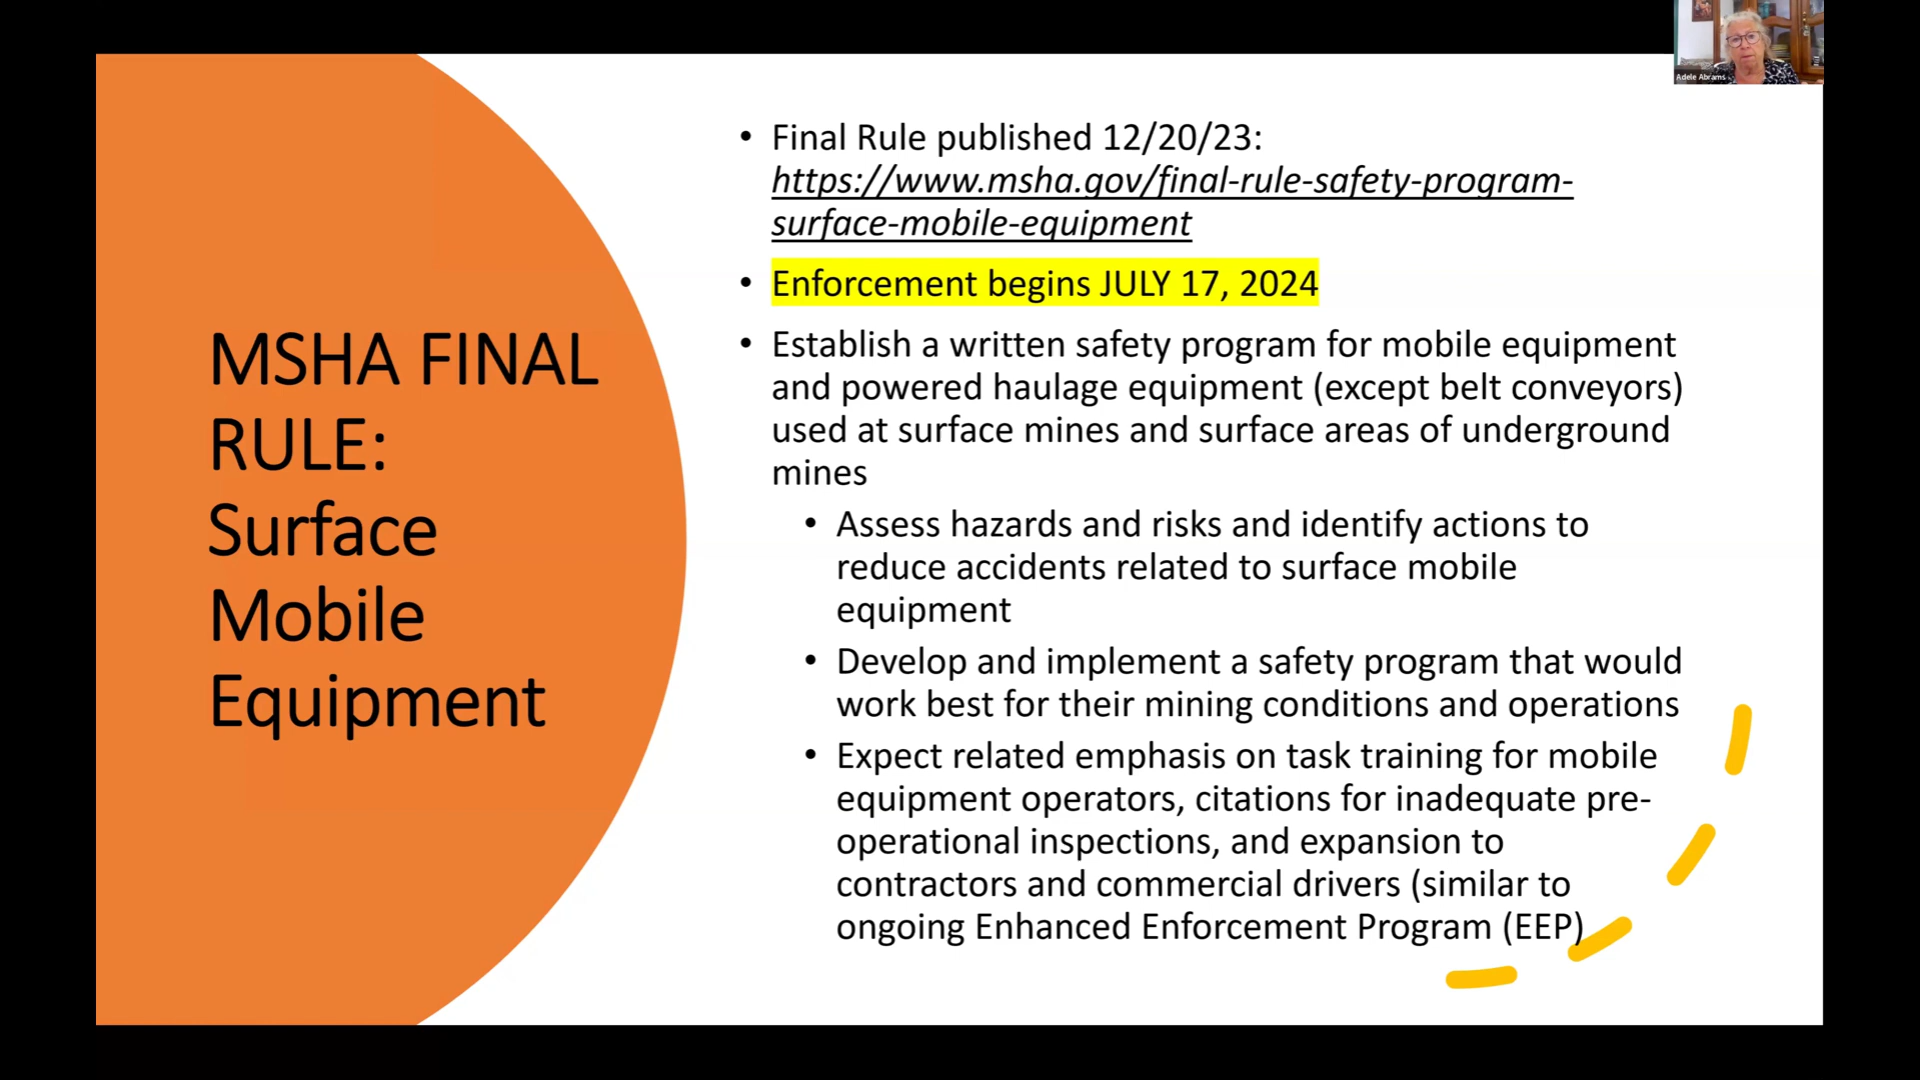 MSHA FINAL
RULE:
Surface
Mobile
Equipment
• Final Rule published 12/20/23:
https://www.msha.gov/final-rule-safety-program-
surface-mobile-equipment
• Enforcement begins JULY 17, 2024
• Establish a written safety program for mobile equipment
and powered haulage equipment (except belt conveyors)
used at surface mines and surface areas of underground
mines
• Assess hazards and risks and identify actions to
reduce accidents related to surface mobile
equipment
• Develop and implement a safety program that would
work best for their mining conditions and operations
• Expect related emphasis on task training for mobile
equipment operators, citations for inadequate pre-
operational inspections, and expansion to
contractors and commercial drivers (similar to
ongoing Enhanced Enforcement Program (EEP)
Adele Abrams